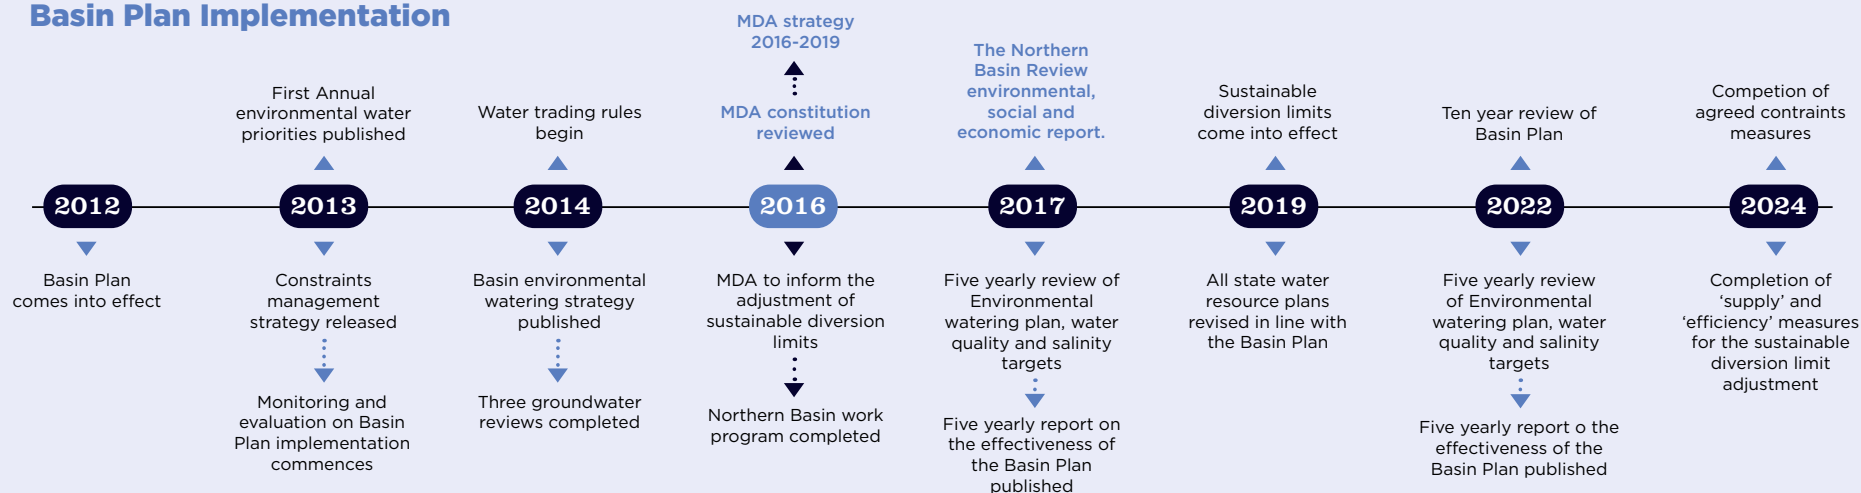 Basin Plan Implementation
Basin Plan
comes into effect
2012
First Annual
environmental water
priorities published
2013
Constraints
management
strategy released
Monitoring and
evaluation on Basin
Plan implementation
commences
Water trading rules
begin
2014
Basin environmental
watering strategy
published
Three groundwater
reviews completed
MDA strategy
2016-2019
MDA constitution
reviewed
2016
MDA to inform the
adjustment of
sustainable diversion
limits
Northern Basin work
program completed
The Northern
Basin Review
environmental,
social and
economic report.
2017
Five yearly review of
Environmental
watering plan, water
quality and salinity
targets
Five yearly report on
the effectiveness of
the Basin Plan
published
Sustainable
diversion limits
come into effect
2019
All state water
resource plans
revised in line with
the Basin Plan
Ten year review of
Basin Plan
2022
Five yearly review
of Environmental
watering plan, water
quality and salinity
targets
Five yearly report o the
effectiveness of the
Basin Plan published
Competion of
agreed contraints
measures
2024
Completion of
‘supply’ and
‘efficiency’ measures
for the sustainable
diversion limit
adjustment